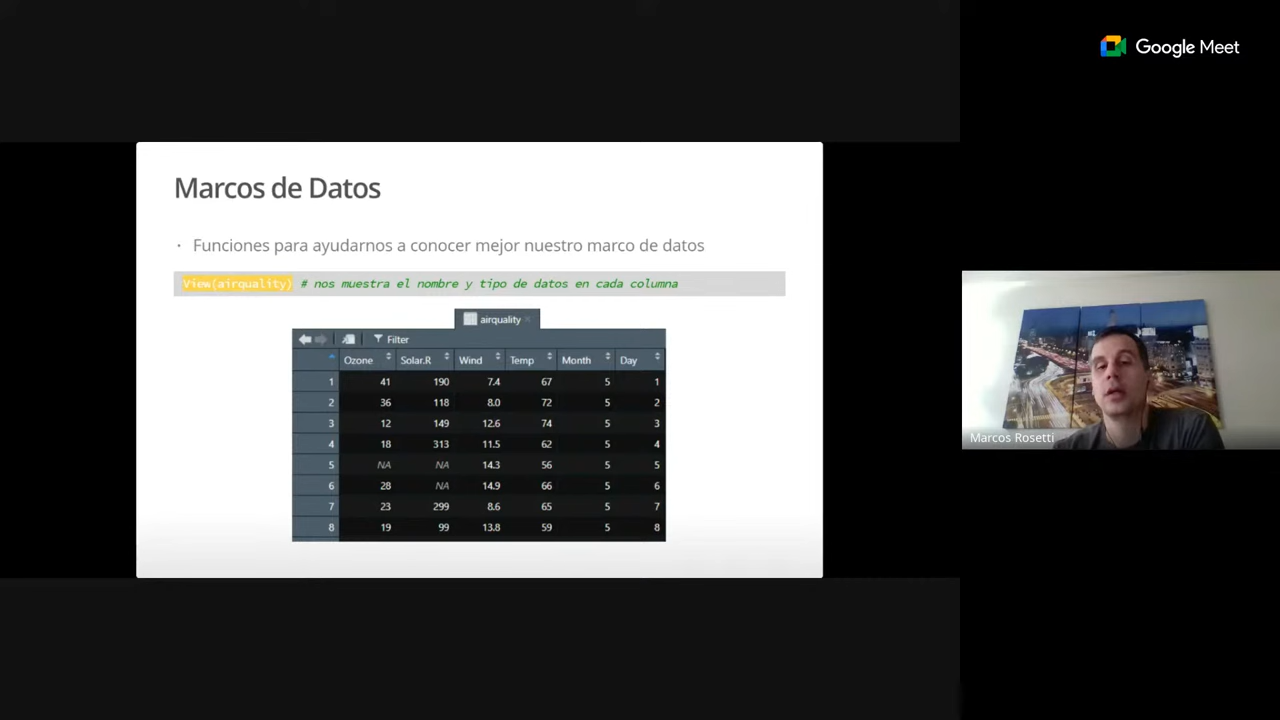 Google Meet
Marcos de Datos
· Funciones para ayudarnos a conocer mejor nuestro marco de datos
View(airquality) # nos muestra el nombre y tipo de datos en cada columna
airquality ×
Filter
Ozone Solar.R Wind Temp Month Day
1 41 190 7.4 67 5 1
2 36 118 8.0 72 5 2
3 12 149 12.6 74 5 3
4 18 313 11.5 62 5 4
5 NA NA 14.3 56 5 5
6 28 NA 14.9 66 5 6
7 23 299 8.6 65 5 7
8 19 99 13.8 59 5 8
Marcos Rosetti